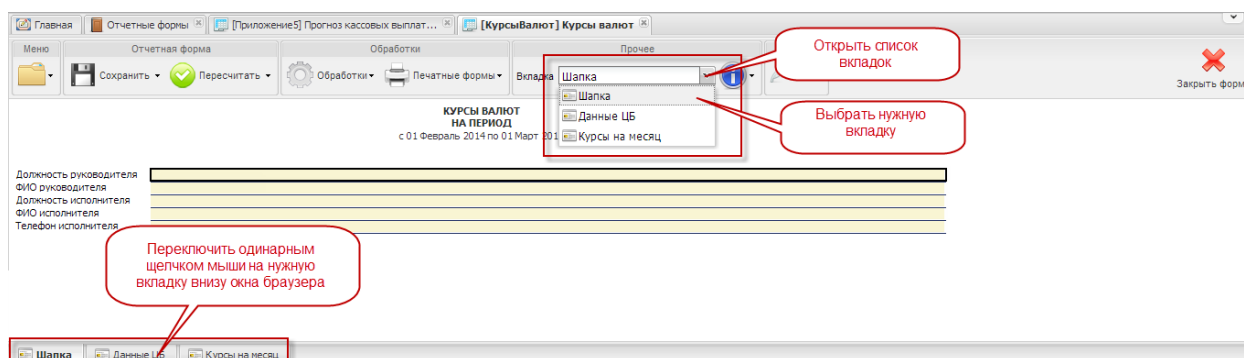 Главная
Отчетные формы
[Приложение5] Прогноз кассовых выплат...
[КурсыВалют] Курсы валют
Меню
Отчетная форма
Обработки
Прочее
Сохранить
Пересчитать
Обработки
Печатные формы
Вкладка
Шапка
Закрыть форм
Шапка
Данные ЦБ
Курсы на месяц
Открыть список
вкладок
Выбрать нужную
вкладку
КУРСЫ ВАЛЮТ
НА ПЕРИОД
с 01 Февраль 2014 по 01 Март 201
Должность руководителя
ФИО руководителя
Должность исполнителя
ФИО исполнителя
Телефон исполнителя
Переключить одинарным
щелчком мыши на нужную
вкладку внизу окна браузера
Шапка
Данные ЦБ
Курсы на месяц